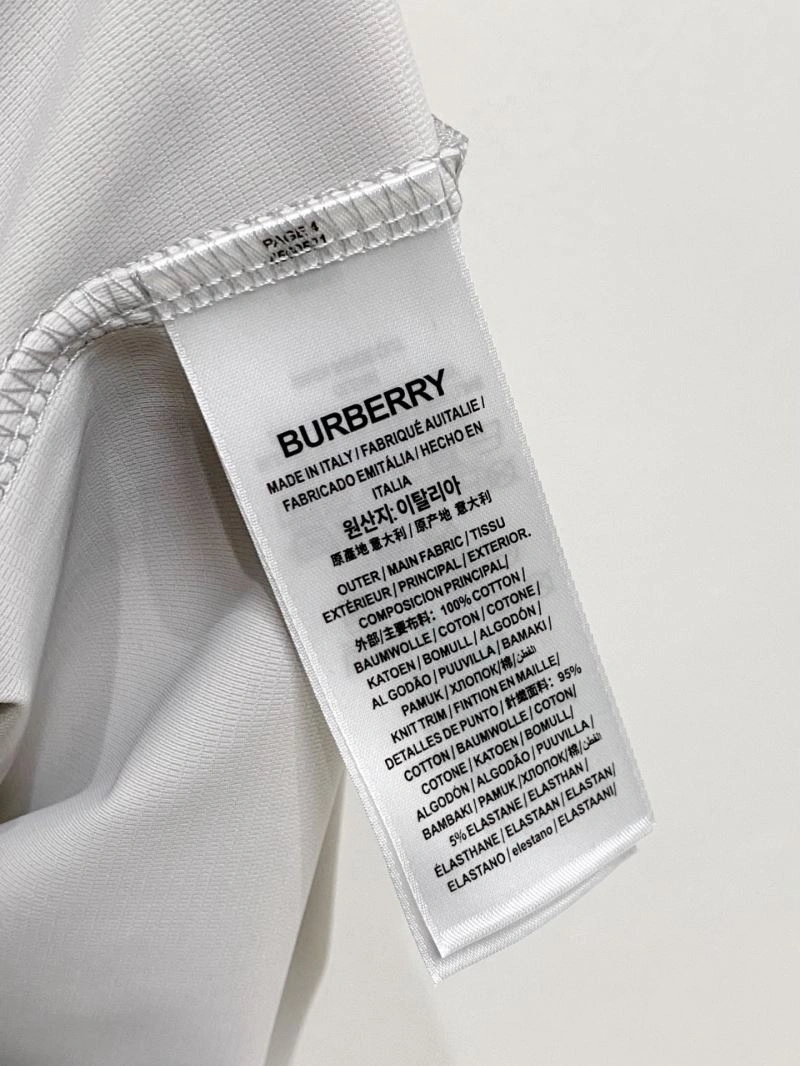 PAGE 4
BURBERRY
MADE IN ITALY / FABRIQUÉ AUITALIE /
FABRICADO EMITÁLIA / HECHO EN
ITALIA
원산지: 이탈리아
原產地 意大利 / 原产地 意大利
OUTER / MAIN FABRIC / TISSU
EXTÉRIEUR / PRINCIPAL / EXTERIOR.
COMPOSICION PRINCIPAL/
外部/主要布料: 100% COTTON /
BAUMWOLLE / COTON / COTONE /
KATOEN / BOMULL / ALGODÓN /
ALGODÃO / PUUVILLA / BAMAKI /
PAMUK / ХЛОПОК / 棉 / القطن
KNIT TRIM / FINTION EN MAILLE /
DETALLES DE PUNTO / 針織面料: 95%
COTTON / BAUMWOLLE / COTON /
COTONE / KATOEN / BOMULL /
ALGODÓN / ALGODÃO / PUUVILLA /
BAMBAKI / PAMUK / ХЛОПОК / 棉 / القطن
5% ELASTANE / ELASTHAN /
ÉLASTHANE / ELASTAAN / ELASTAN /
ELASTANO / elestano / ELASTAANI /